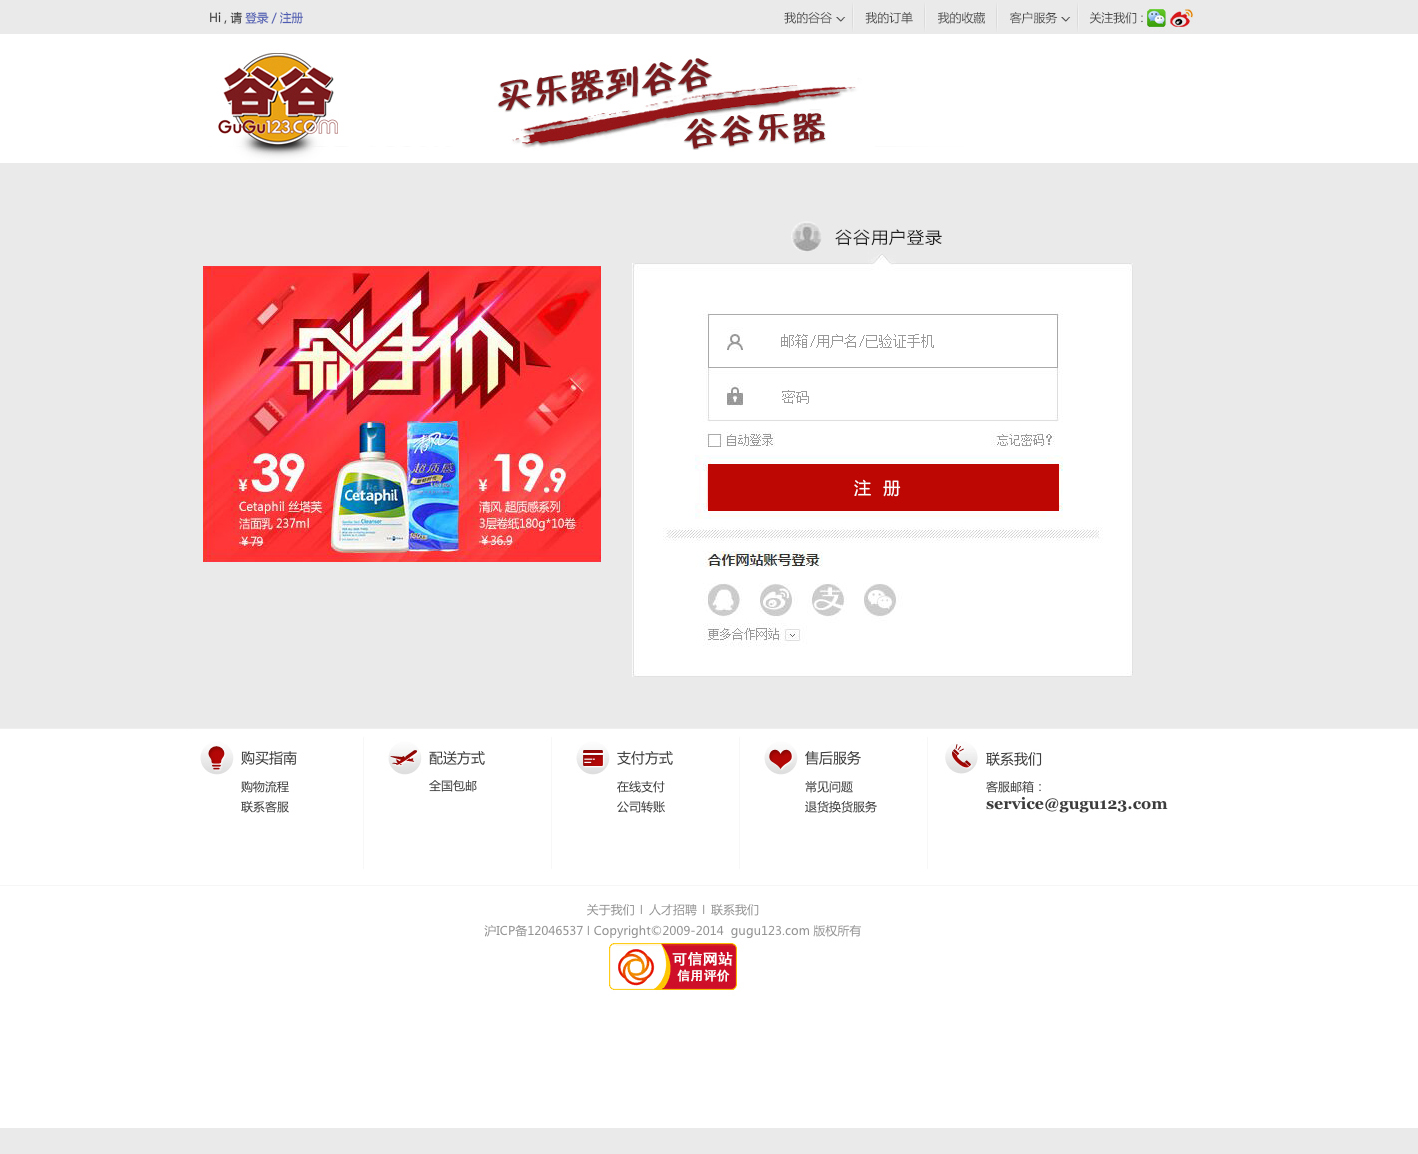 Hi , 请 登录 / 注册
我的谷谷
我的订单
我的收藏
客户服务
关注我们 :
谷谷
GuGu123.com
买乐器到谷谷
谷谷乐器
谷谷用户登录
秒杀价
¥39
Cetaphil 丝塔芙
洁面乳 237ml
¥79
Cetaphil
Cleanser
清风
超质感
¥19.9
清风 超质感系列
3层卷纸180g*10卷
¥36.9
邮箱/用户名/已验证手机
密码
自动登录
忘记密码?
注 册
合作网站账号登录
更多合作网站
购买指南
购物流程
联系客服
配送方式
全国包邮
支付方式
在线支付
公司转账
售后服务
常见问题
退货换货服务
联系我们
客服邮箱 :
service@gugu123.com
关于我们 I 人才招聘 I 联系我们
沪ICP备12046537 I Copyright©2009-2014 gugu123.com 版权所有
可信网站
信用评价